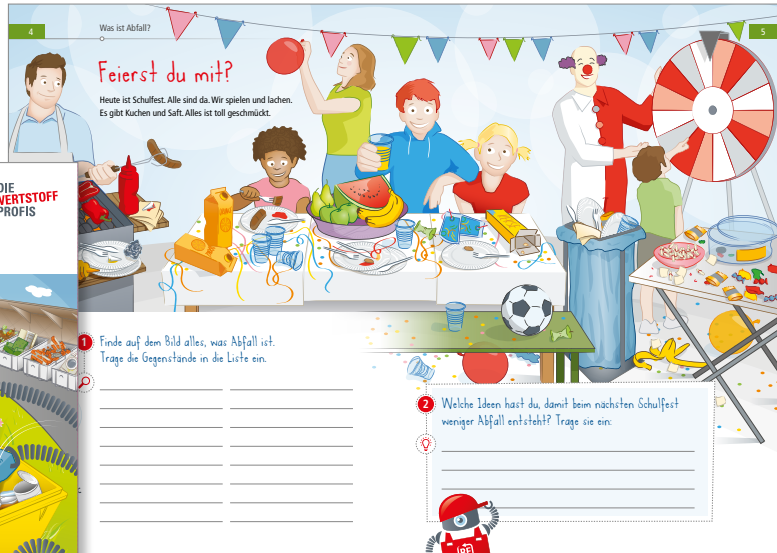 4
Was ist Abfall?
5
Feierst du mit?
Heute ist Schulfest. Alle sind da. Wir spielen und lachen.
Es gibt Kuchen und Saft. Alles ist toll geschmückt.
DIE
WERTSTOFF
PROFIS
1 Finde auf dem Bild alles, was Abfall ist.
Trage die Gegenstände in die Liste ein.
2 Welche Ideen hast du, damit beim nächsten Schulfest
weniger Abfall entsteht? Trage sie ein: